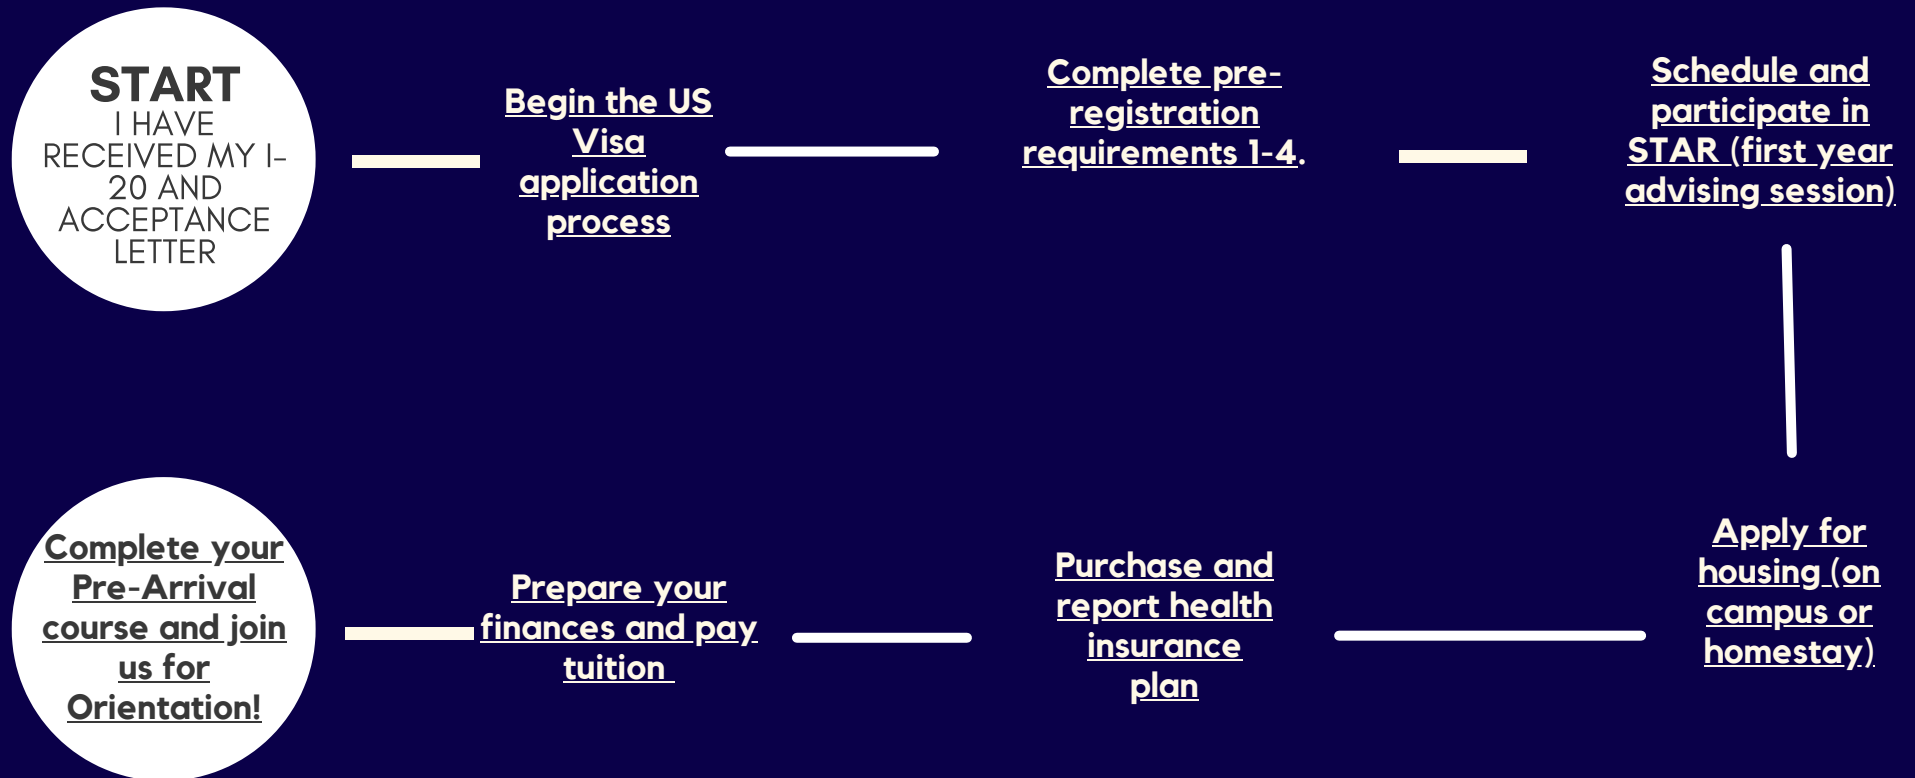 START
I HAVE
RECEIVED MY I-
20 AND
ACCEPTANCE
LETTER
Begin the US
Visa
application
process
Complete pre-
registration
requirements 1-4.
Schedule and
participate in
STAR (first year
advising session)
Apply for
housing (on
campus or
homestay)
Purchase and
report health
insurance
plan
Prepare your
finances and pay
tuition
Complete your
Pre-Arrival
course and join
us for
Orientation!